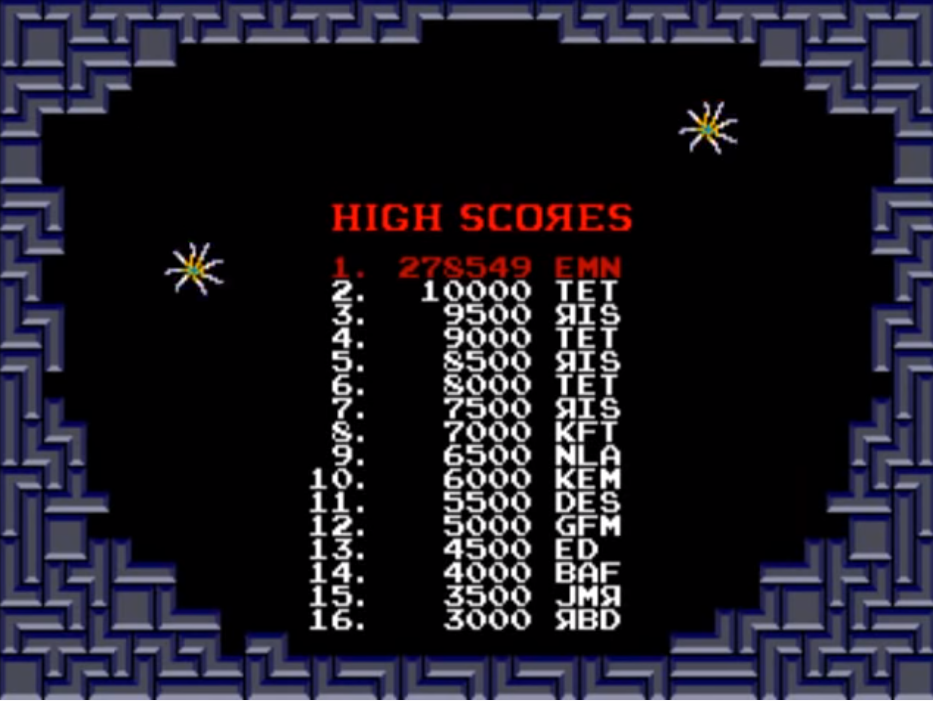 HIGH SCOЯES
1. 278549 EMN
2. 10000 TET
3. 9500 ЯIS
4. 9000 TET
5. 8500 ЯIS
6. 8000 TET
7. 7500 ЯIS
8. 7000 KFT
9. 6500 NLA
10. 6000 KEM
11. 5500 DES
12. 5000 GFM
13. 4500 ED
14. 4000 BAF
15. 3500 JMЯ
16. 3000 ЯBD